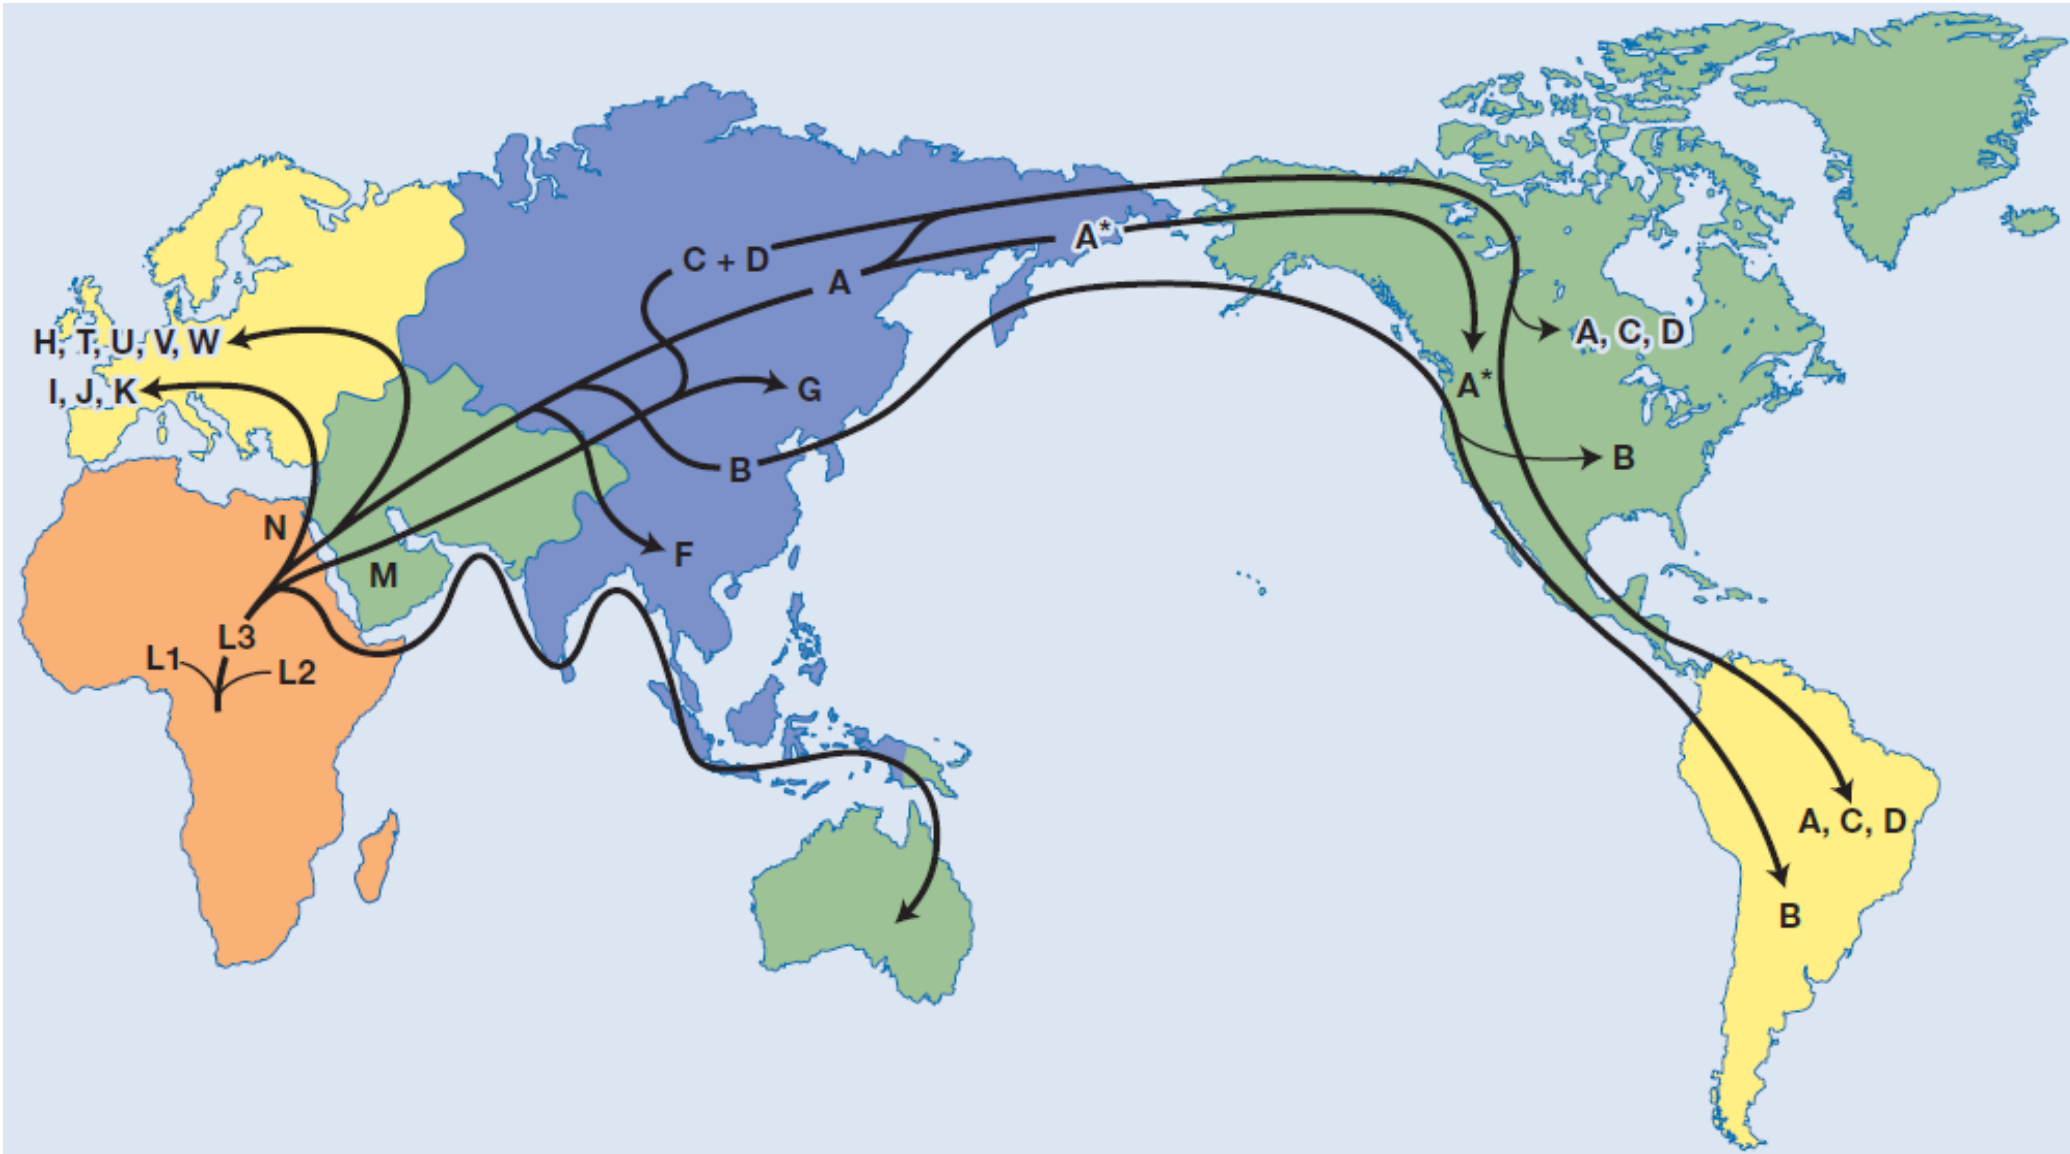 C + D
A*
A
H, T, U, V, W
I, J, K
A, C, D
A*
G
B
B
N
F
M
L3
L1
L2
A, C, D
B